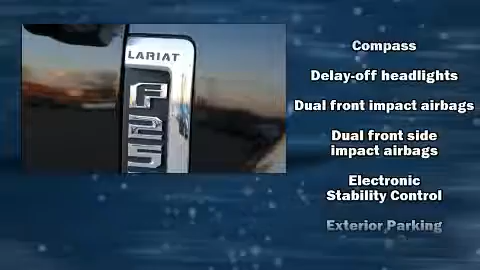 LARIAT
F25
Compass
Delay-off headlights
Dual front impact airbags
Dual front side
impact airbags
Electronic
Stability Control
Exterior Parking